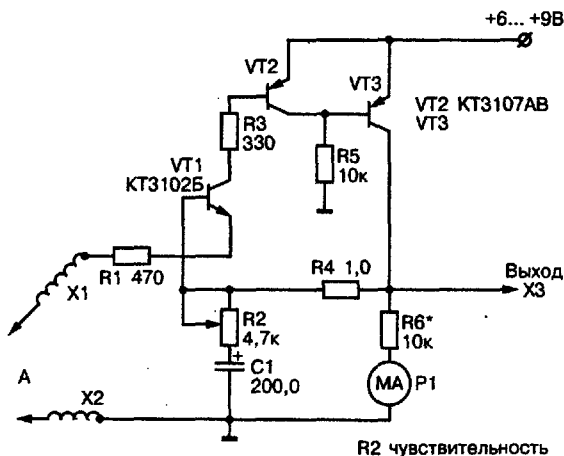 +6... +9В
VT2
VT3
VT2 КТ3107АВ
VT3
R3
330
R5
10к
VT1
КТ3102Б
R1 470
X1
R4 1,0
Выход
X3
R2
4,7к
R6*
10к
+
C1
200,0
МА
P1
А
X2
R2 чувствительность